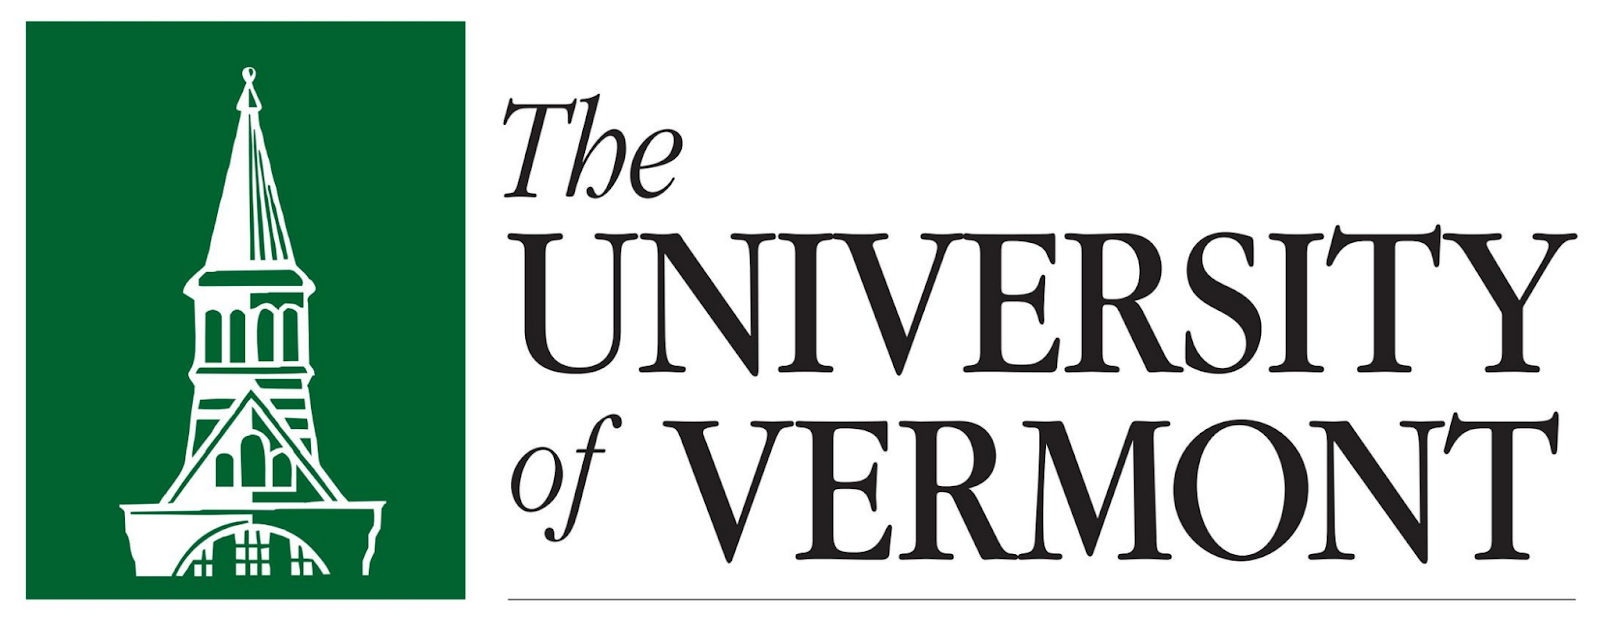 The
UNIVERSITY
of VERMONT